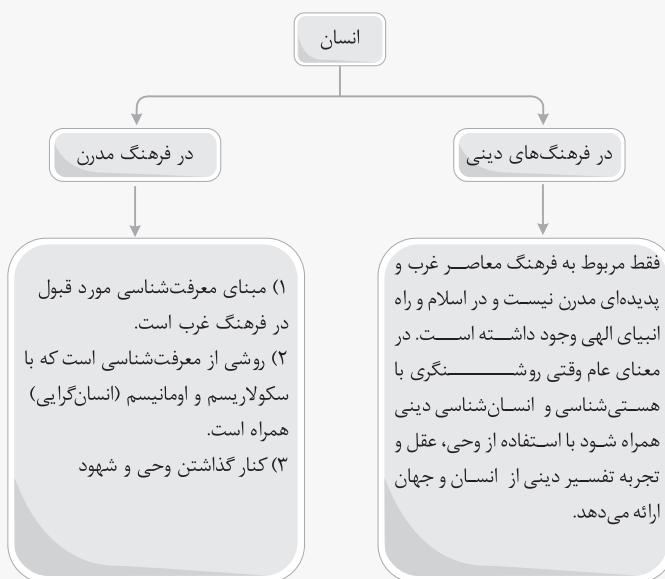 انسان
در فرهنگ‌های دینی
در فرهنگ مدرن
فقط مربوط به فرهنگ معاصر غرب و
پدیده‌ای مدرن نیست و در اسلام و راه
انبیای الهی وجود داشته است. در
معنای عام وقتی روشنگری با
هستی‌شناسی و انسان‌شناسی دینی
همراه شود با استفاده از وحی، عقل و
تجربه تفسیر دینی از انسان و جهان
ارائه می‌دهد.
۱) مبنای معرفت‌شناسی مورد قبول
در فرهنگ غرب است.
۲) روشی از معرفت‌شناسی است که با
سکولاریسم و اومانیسم (انسان‌گرایی)
همراه است.
۳) کنار گذاشتن وحی و شهود